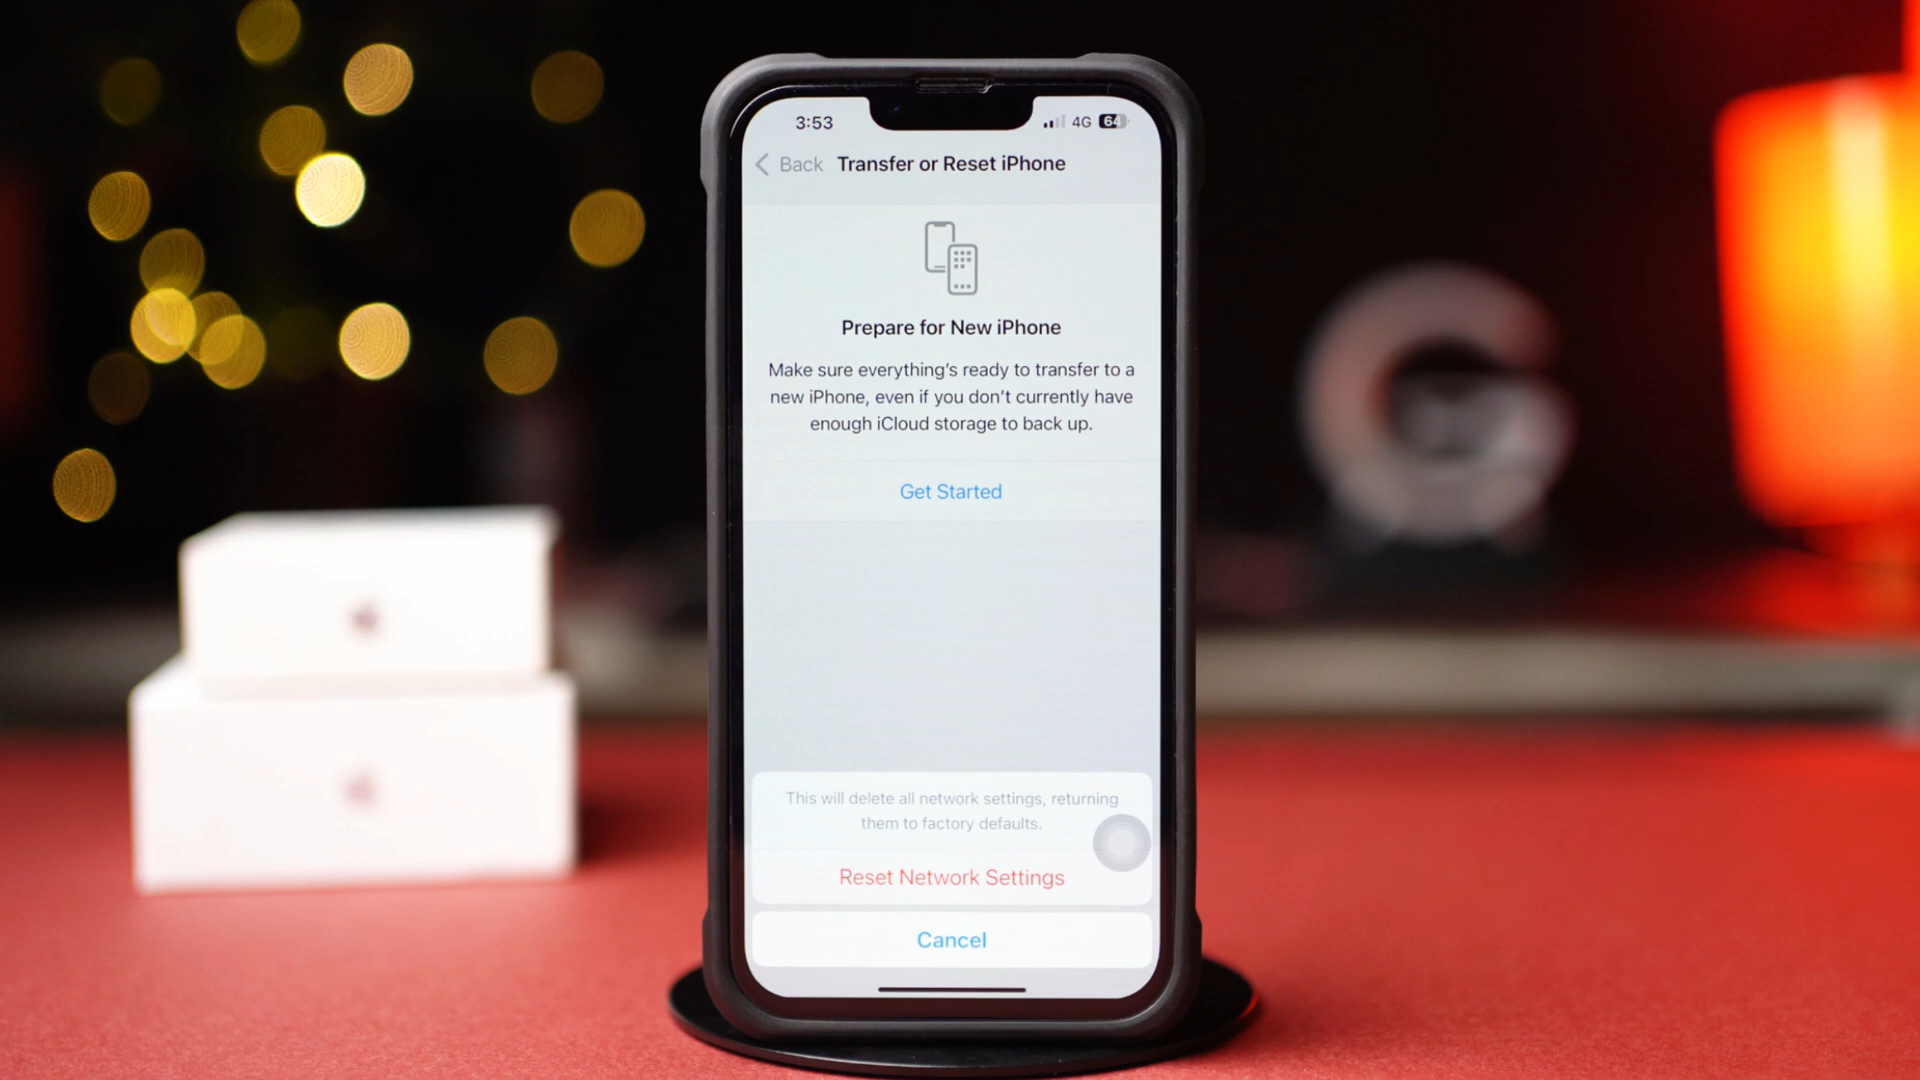 3:53 4G 64
Back Transfer or Reset iPhone
Prepare for New iPhone
Make sure everything's ready to transfer to a
new iPhone, even if you don't currently have
enough iCloud storage to back up.
Get Started
This will delete all network settings, returning
them to factory defaults.
Reset Network Settings
Cancel